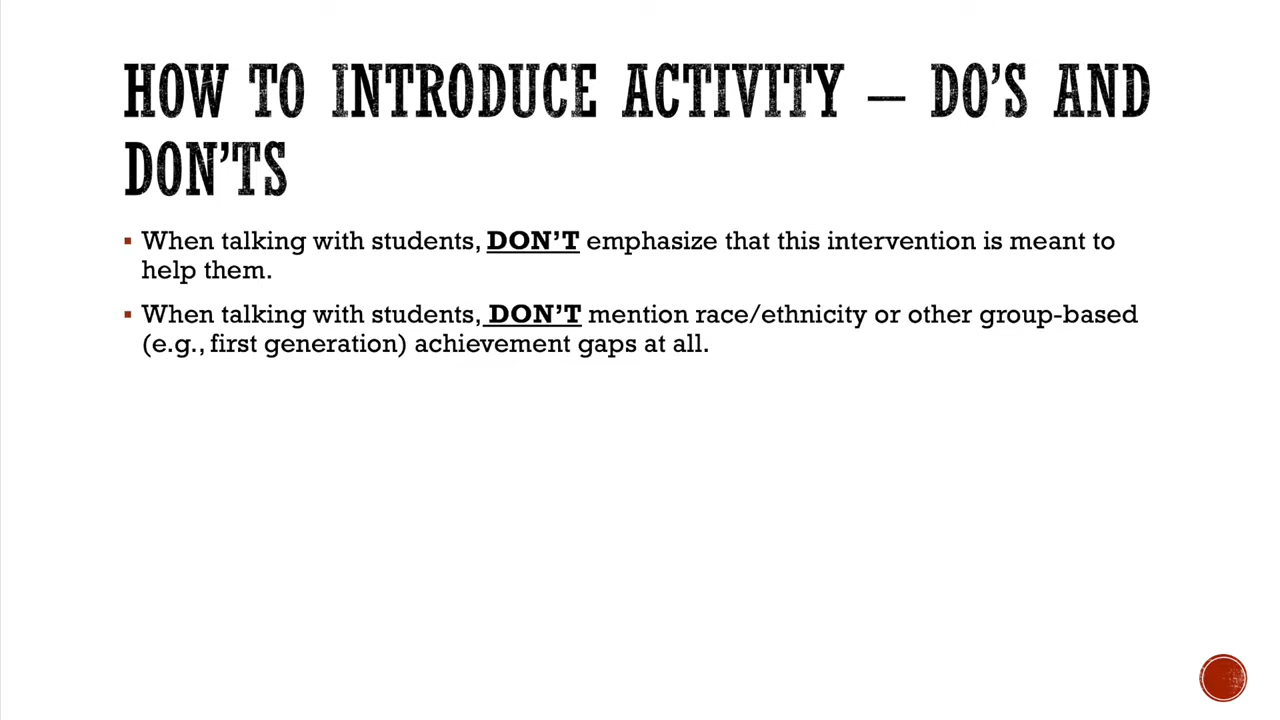 HOW TO INTRODUCE ACTIVITY – DO’S AND
DON’TS
▪ When talking with students, DON’T emphasize that this intervention is meant to
help them.
▪ When talking with students, DON’T mention race/ethnicity or other group-based
(e.g., first generation) achievement gaps at all.